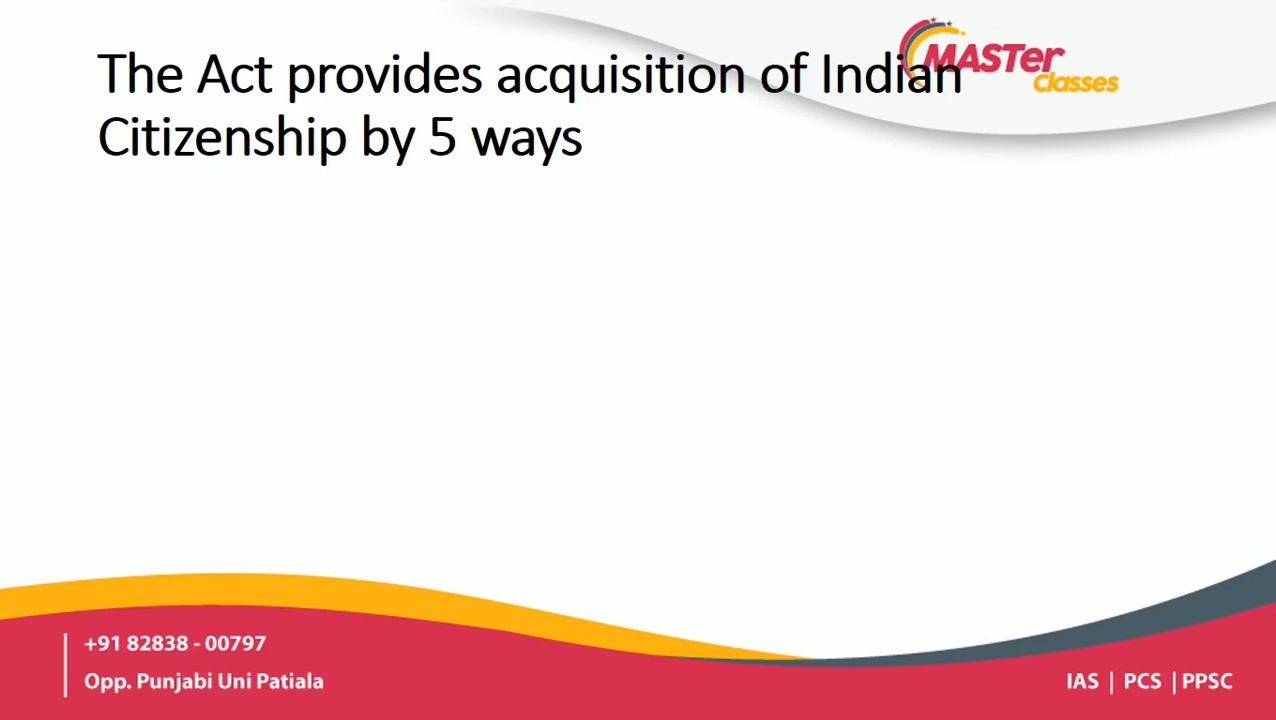 The Act provides acquisition of Indian
Citizenship by 5 ways
MASTer
classes
+91 82838 - 00797
Opp. Punjabi Uni Patiala
IAS | PCS | PPSC